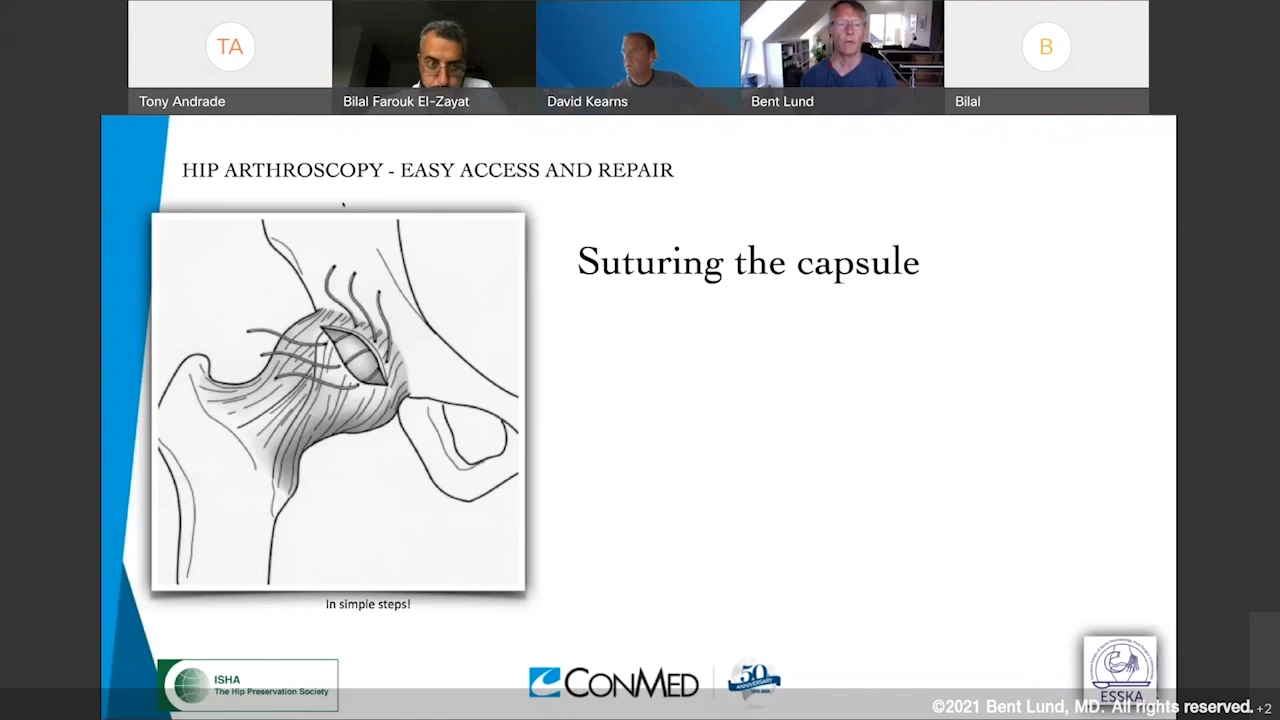 TA
B
Tony Andrade
Bilal Farouk El-Zayat
David Kearns
Bent Lund
Bilal
HIP ARTHROSCOPY - EASY ACCESS AND REPAIR
Suturing the capsule
In simple steps!
ISHA
The Hip Preservation Society
CONMED
50
ANNIVERSARY
ESSKA
©2021 Bent Lund, MD. All rights reserved. +2